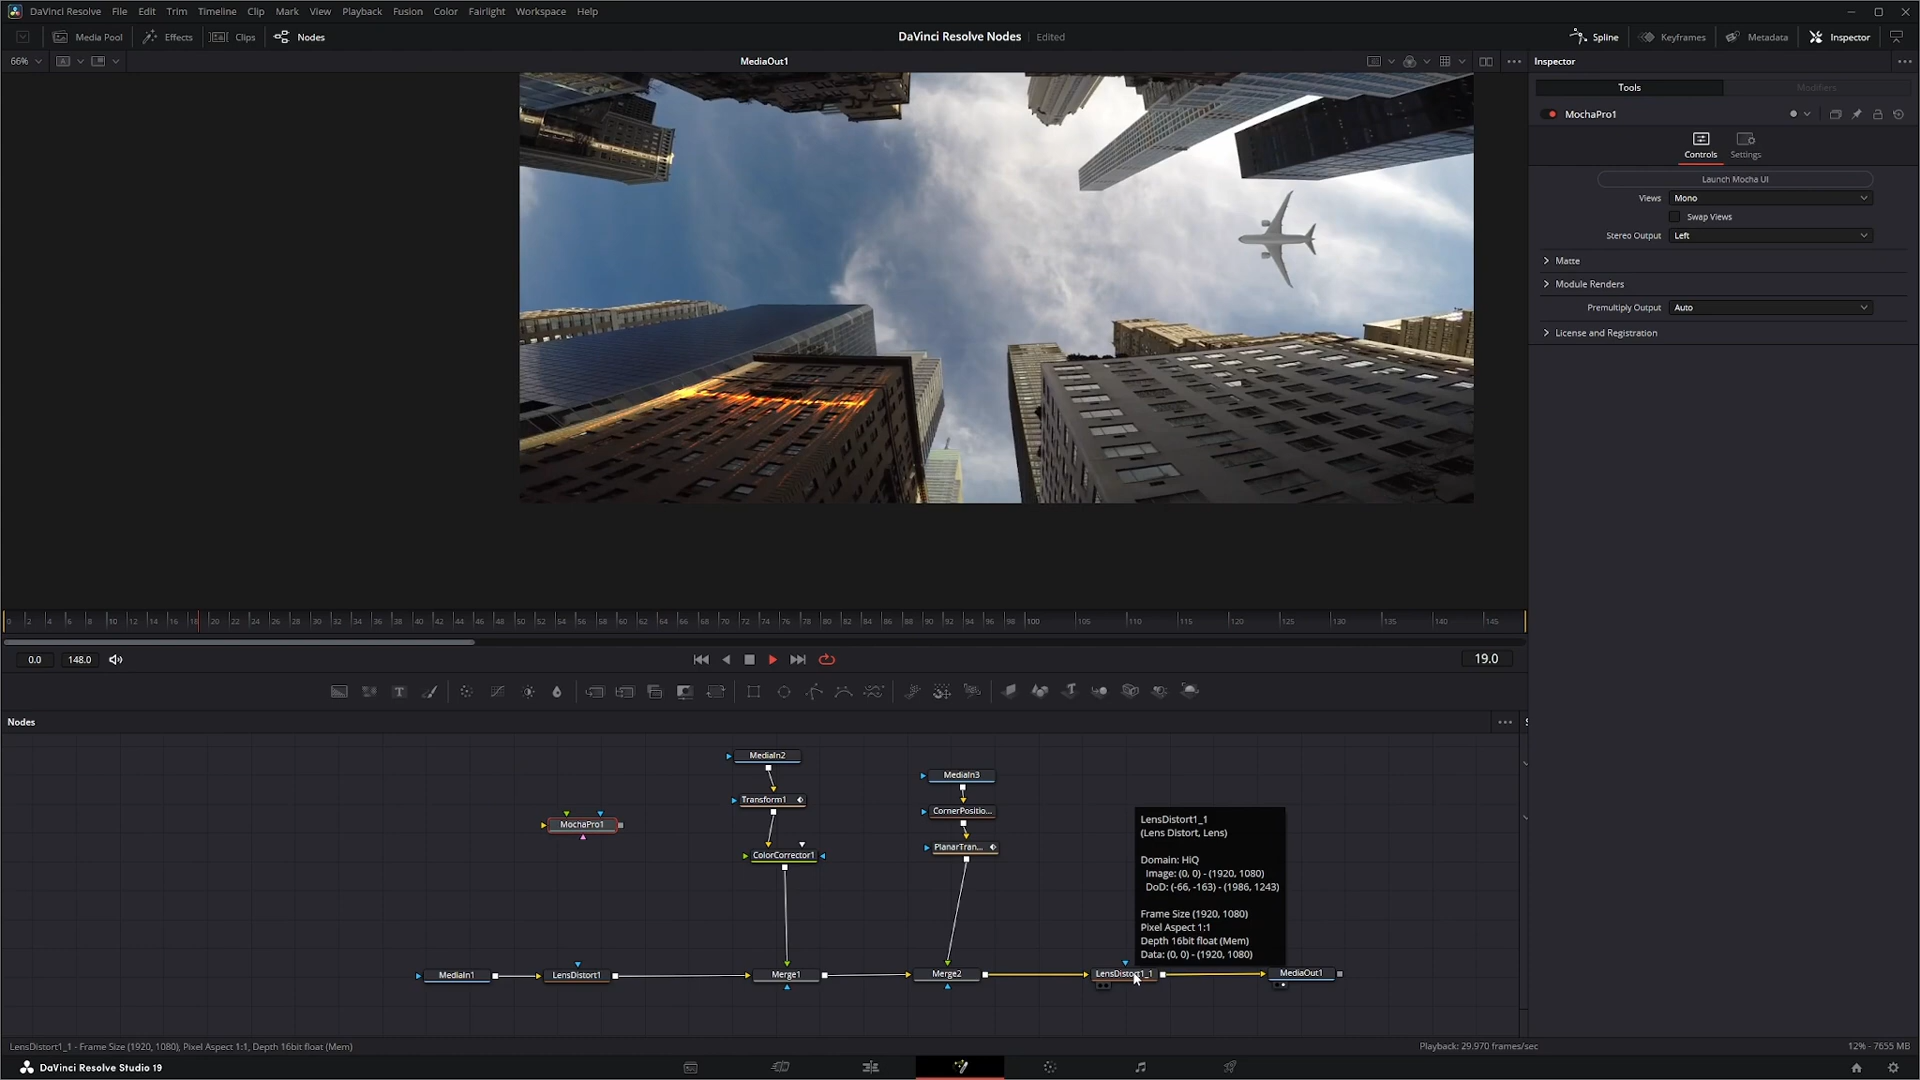 DaVinci Resolve File Edit Trim Timeline Clip Mark View Playback Fusion Color Fairlight Workspace Help
Media Pool Effects Clips Nodes DaVinci Resolve Nodes Edited Spline Keyframes Metadata Inspector
66% A MediaOut1 Inspector
Tools Modifiers
MochaPro1
Controls Settings
Launch Mocha UI
Views Mono
Swap Views
Stereo Output Left
Matte
Module Renders
Premultiply Output Auto
License and Registration
0 2 4 6 8 10 12 14 16 18 20 22 24 26 28 30 32 34 36 38 40 42 44 46 48 50 52 54 56 58 60 62 64 66 68 70 72 74 76 78 80 82 84 86 88 90 92 94 96 98 100 105 110 115 120 125 130 135 140 145
0.0 148.0 19.0
Nodes
MediaIn2
MediaIn3
Transform1
CornerPositio...
MochaPro1
PlanarTran...
ColorCorrector1
LensDistort1_1
(Lens Distort, Lens)
Domain: HiQ
Image: (0, 0) - (1920, 1080)
DoD: (-66, -163) - (1986, 1243)
Frame Size (1920, 1080)
Pixel Aspect 1:1
Depth 16bit float (Mem)
Data: (0, 0) - (1920, 1080)
MediaIn1 LensDistort1 Merge1 Merge2 LensDistort1_1 MediaOut1
LensDistort1_1 - Frame Size (1920, 1080), Pixel Aspect 1:1, Depth 16bit float (Mem) Playback: 29.970 frames/sec 12% - 7655 MB
DaVinci Resolve Studio 19